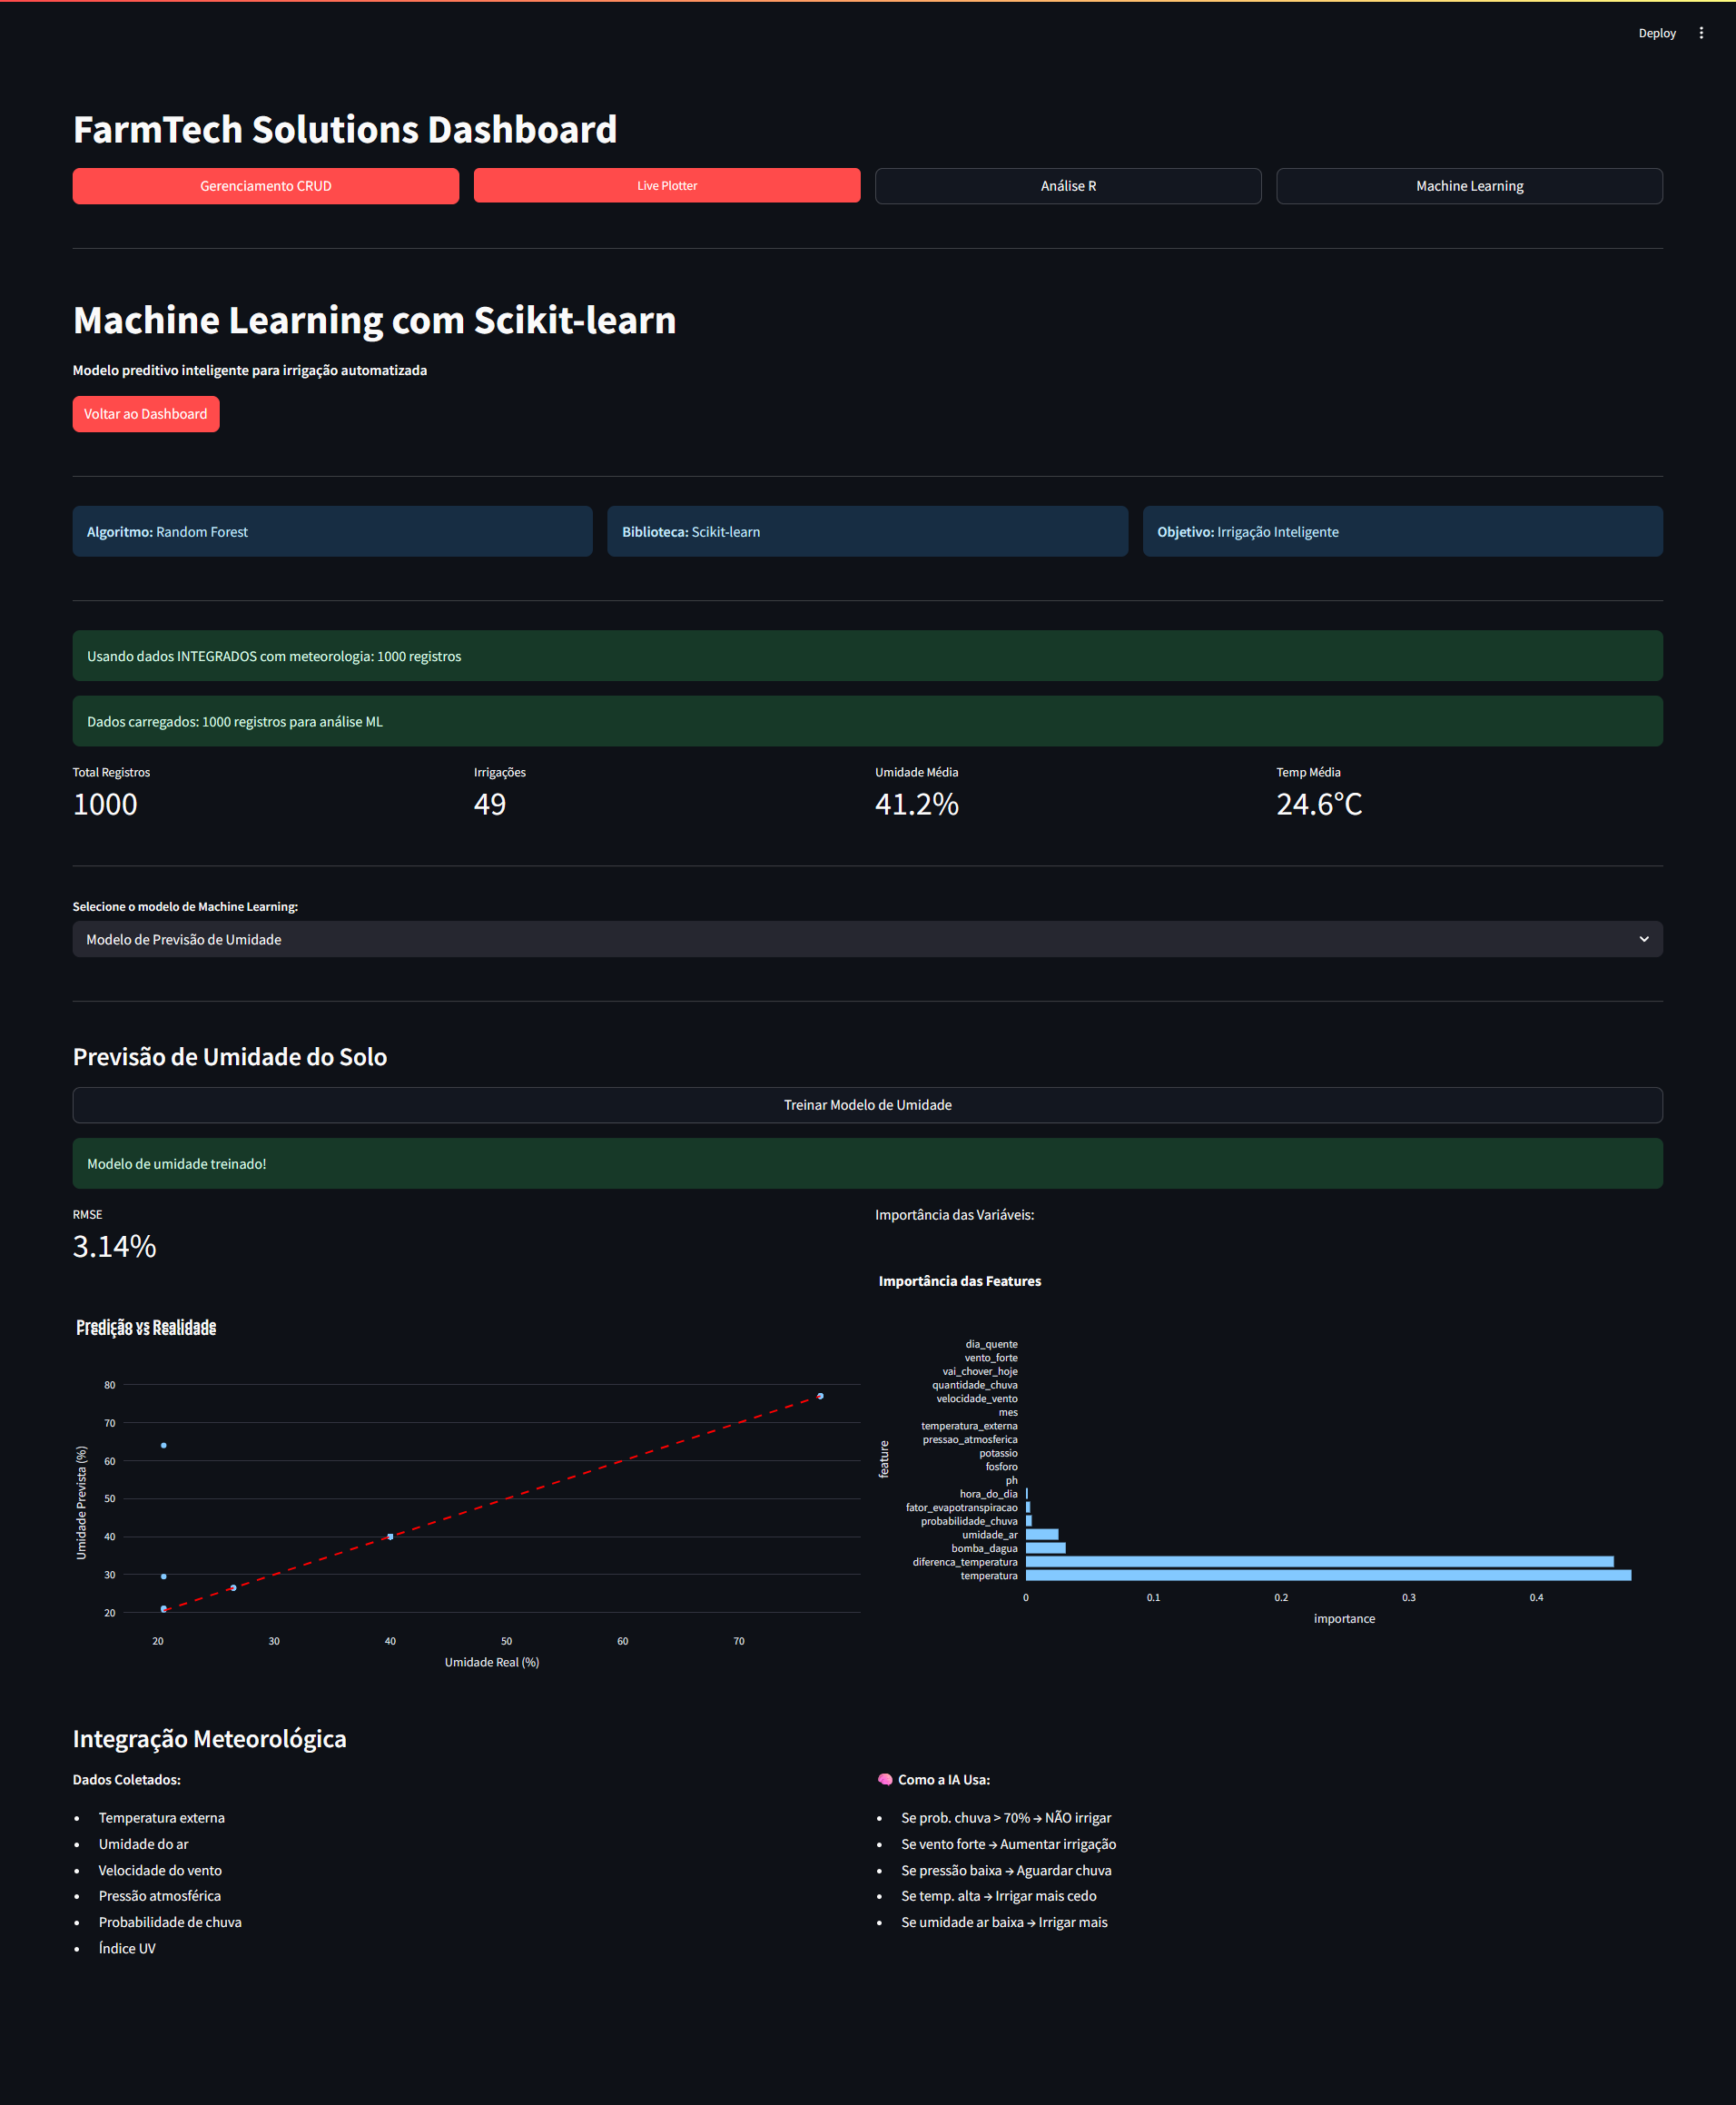 Deploy
FarmTech Solutions Dashboard
Gerenciamento CRUD
Live Plotter
Análise R
Machine Learning
Machine Learning com Scikit-learn
Modelo preditivo inteligente para irrigação automatizada
Voltar ao Dashboard
Algoritmo: Random Forest
Biblioteca: Scikit-learn
Objetivo: Irrigação Inteligente
Usando dados INTEGRADOS com meteorologia: 1000 registros
Dados carregados: 1000 registros para análise ML
Total Registros
1000
Irrigações
49
Umidade Média
41.2%
Temp Média
24.6°C
Selecione o modelo de Machine Learning:
Modelo de Previsão de Umidade
Previsão de Umidade do Solo
Treinar Modelo de Umidade
Modelo de umidade treinado!
RMSE
3.14%
Predição vs Realidade
Predição vs Realidade
80
70
60
50
40
30
20
Umidade Prevista (%)
20
30
40
50
60
70
Umidade Real (%)
Importância das Variáveis:
Importância das Features
feature
dia_quente
vento_forte
vai_chover_hoje
quantidade_chuva
velocidade_vento
mes
temperatura_externa
pressao_atmosferica
potassio
fosforo
ph
hora_do_dia
fator_evapotranspiracao
probabilidade_chuva
umidade_ar
bomba_dagua
diferenca_temperatura
temperatura
0
0.1
0.2
0.3
0.4
importance
Integração Meteorológica
Dados Coletados:
• Temperatura externa
• Umidade do ar
• Velocidade do vento
• Pressão atmosférica
• Probabilidade de chuva
• Índice UV
🧠 Como a IA Usa:
• Se prob. chuva > 70% → NÃO irrigar
• Se vento forte → Aumentar irrigação
• Se pressão baixa → Aguardar chuva
• Se temp. alta → Irrigar mais cedo
• Se umidade ar baixa → Irrigar mais